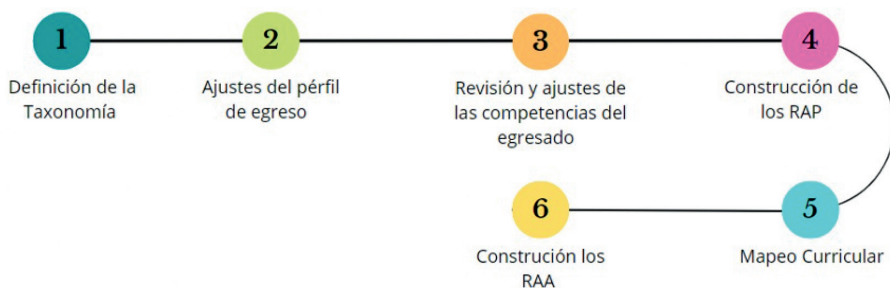 1
Definición de la
Taxonomía
2
Ajustes del pérfil
de egreso
3
Revisión y ajustes de
las competencias del
egresado
4
Construcción de
los RAP
5
Mapeo Curricular
6
Construción los
RAA